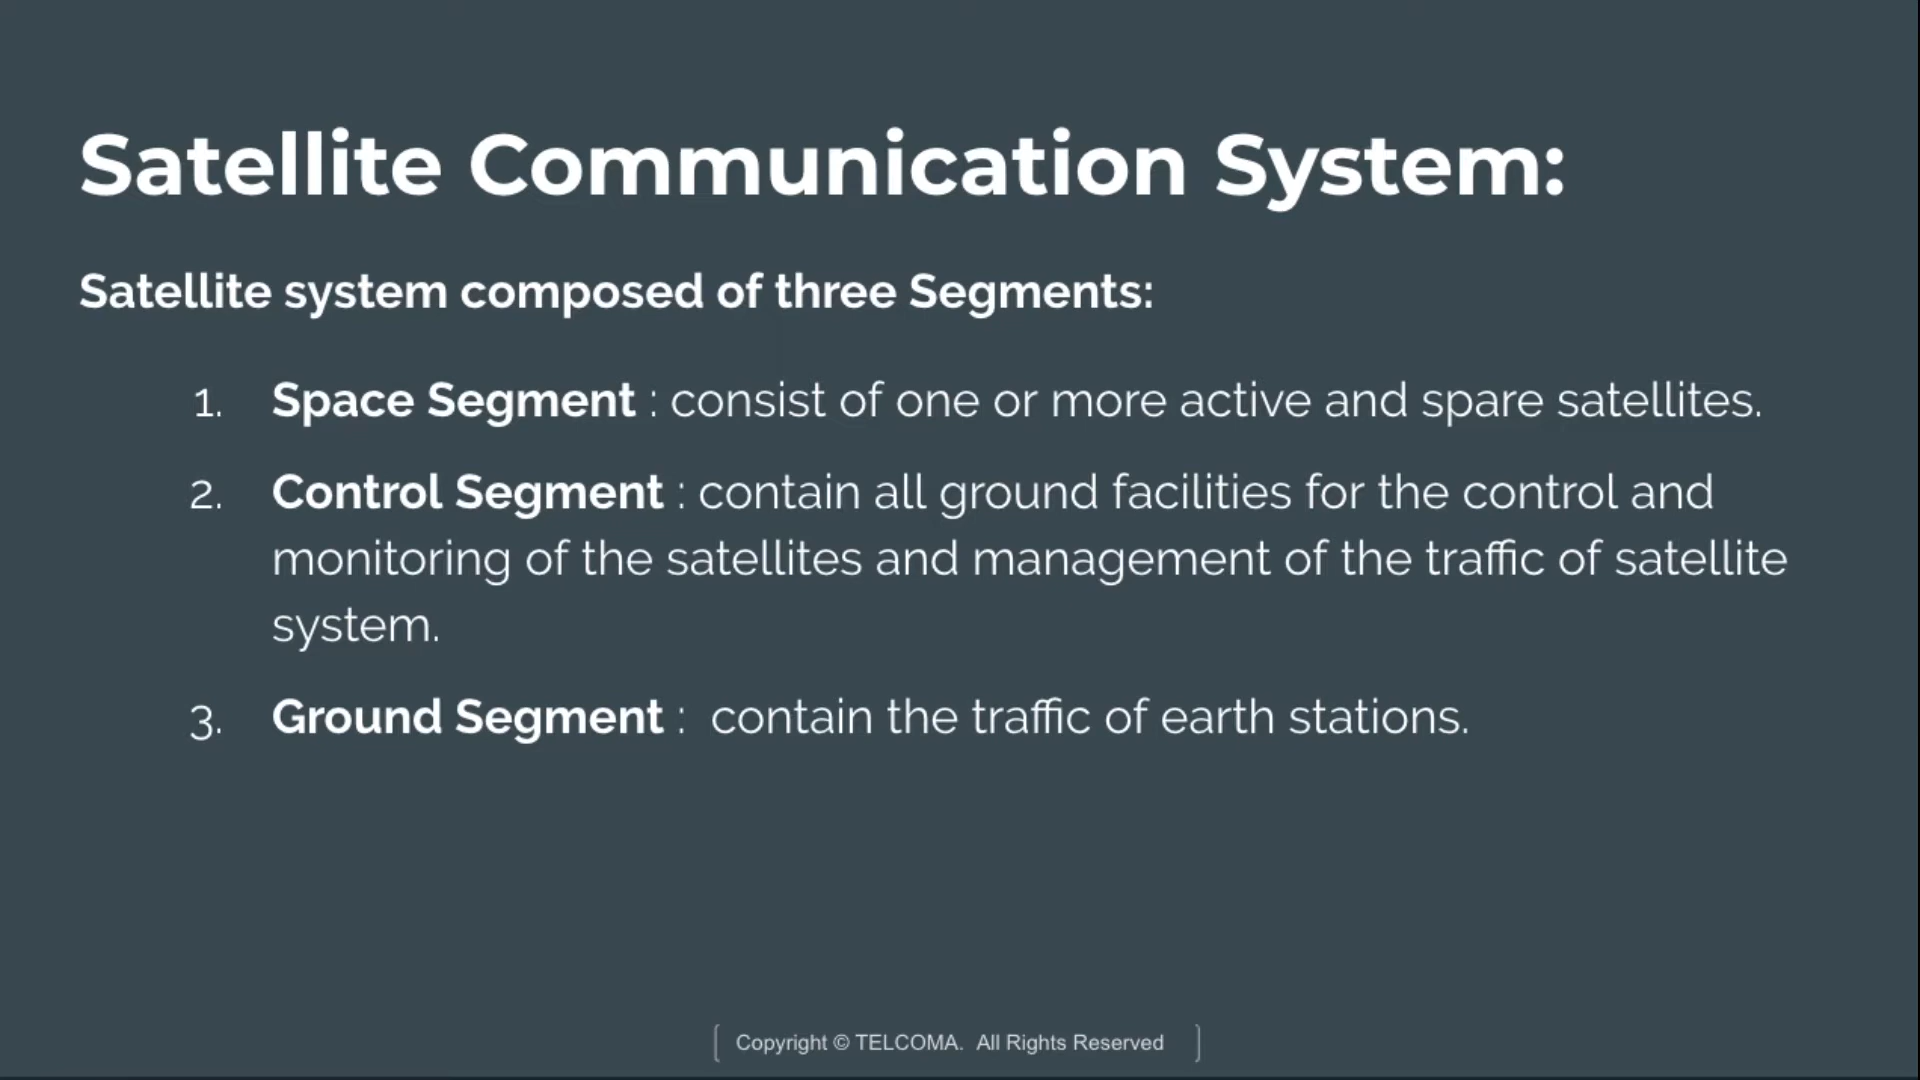 Satellite Communication System:
Satellite system composed of three Segments:
1. Space Segment : consist of one or more active and spare satellites.
2. Control Segment : contain all ground facilities for the control and
monitoring of the satellites and management of the traffic of satellite
system.
3. Ground Segment :  contain the traffic of earth stations.
[ Copyright © TELCOMA.  All Rights Reserved ]